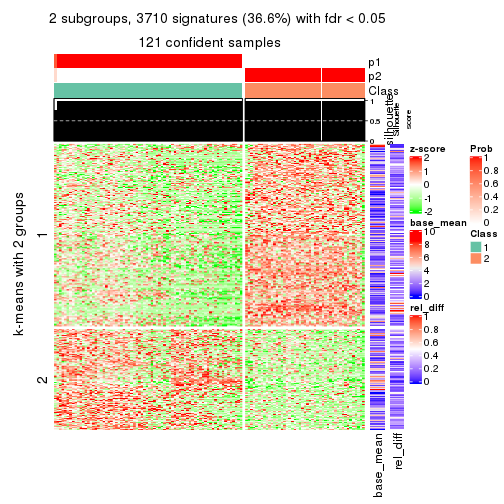 2 subgroups, 3710 signatures (36.6%) with fdr < 0.05
121 confident samples
p1
p2
Class
1
0.5
0
silhouette
Silhouette
score
k-means with 2 groups
1
2
base_mean
rel_diff
z-score
2
1
0
-1
-2
base_mean
10
8
6
4
2
0
rel_diff
1
0.8
0.6
0.4
0.2
0
Prob
1
0.8
0.6
0.4
0.2
0
Class
1
2